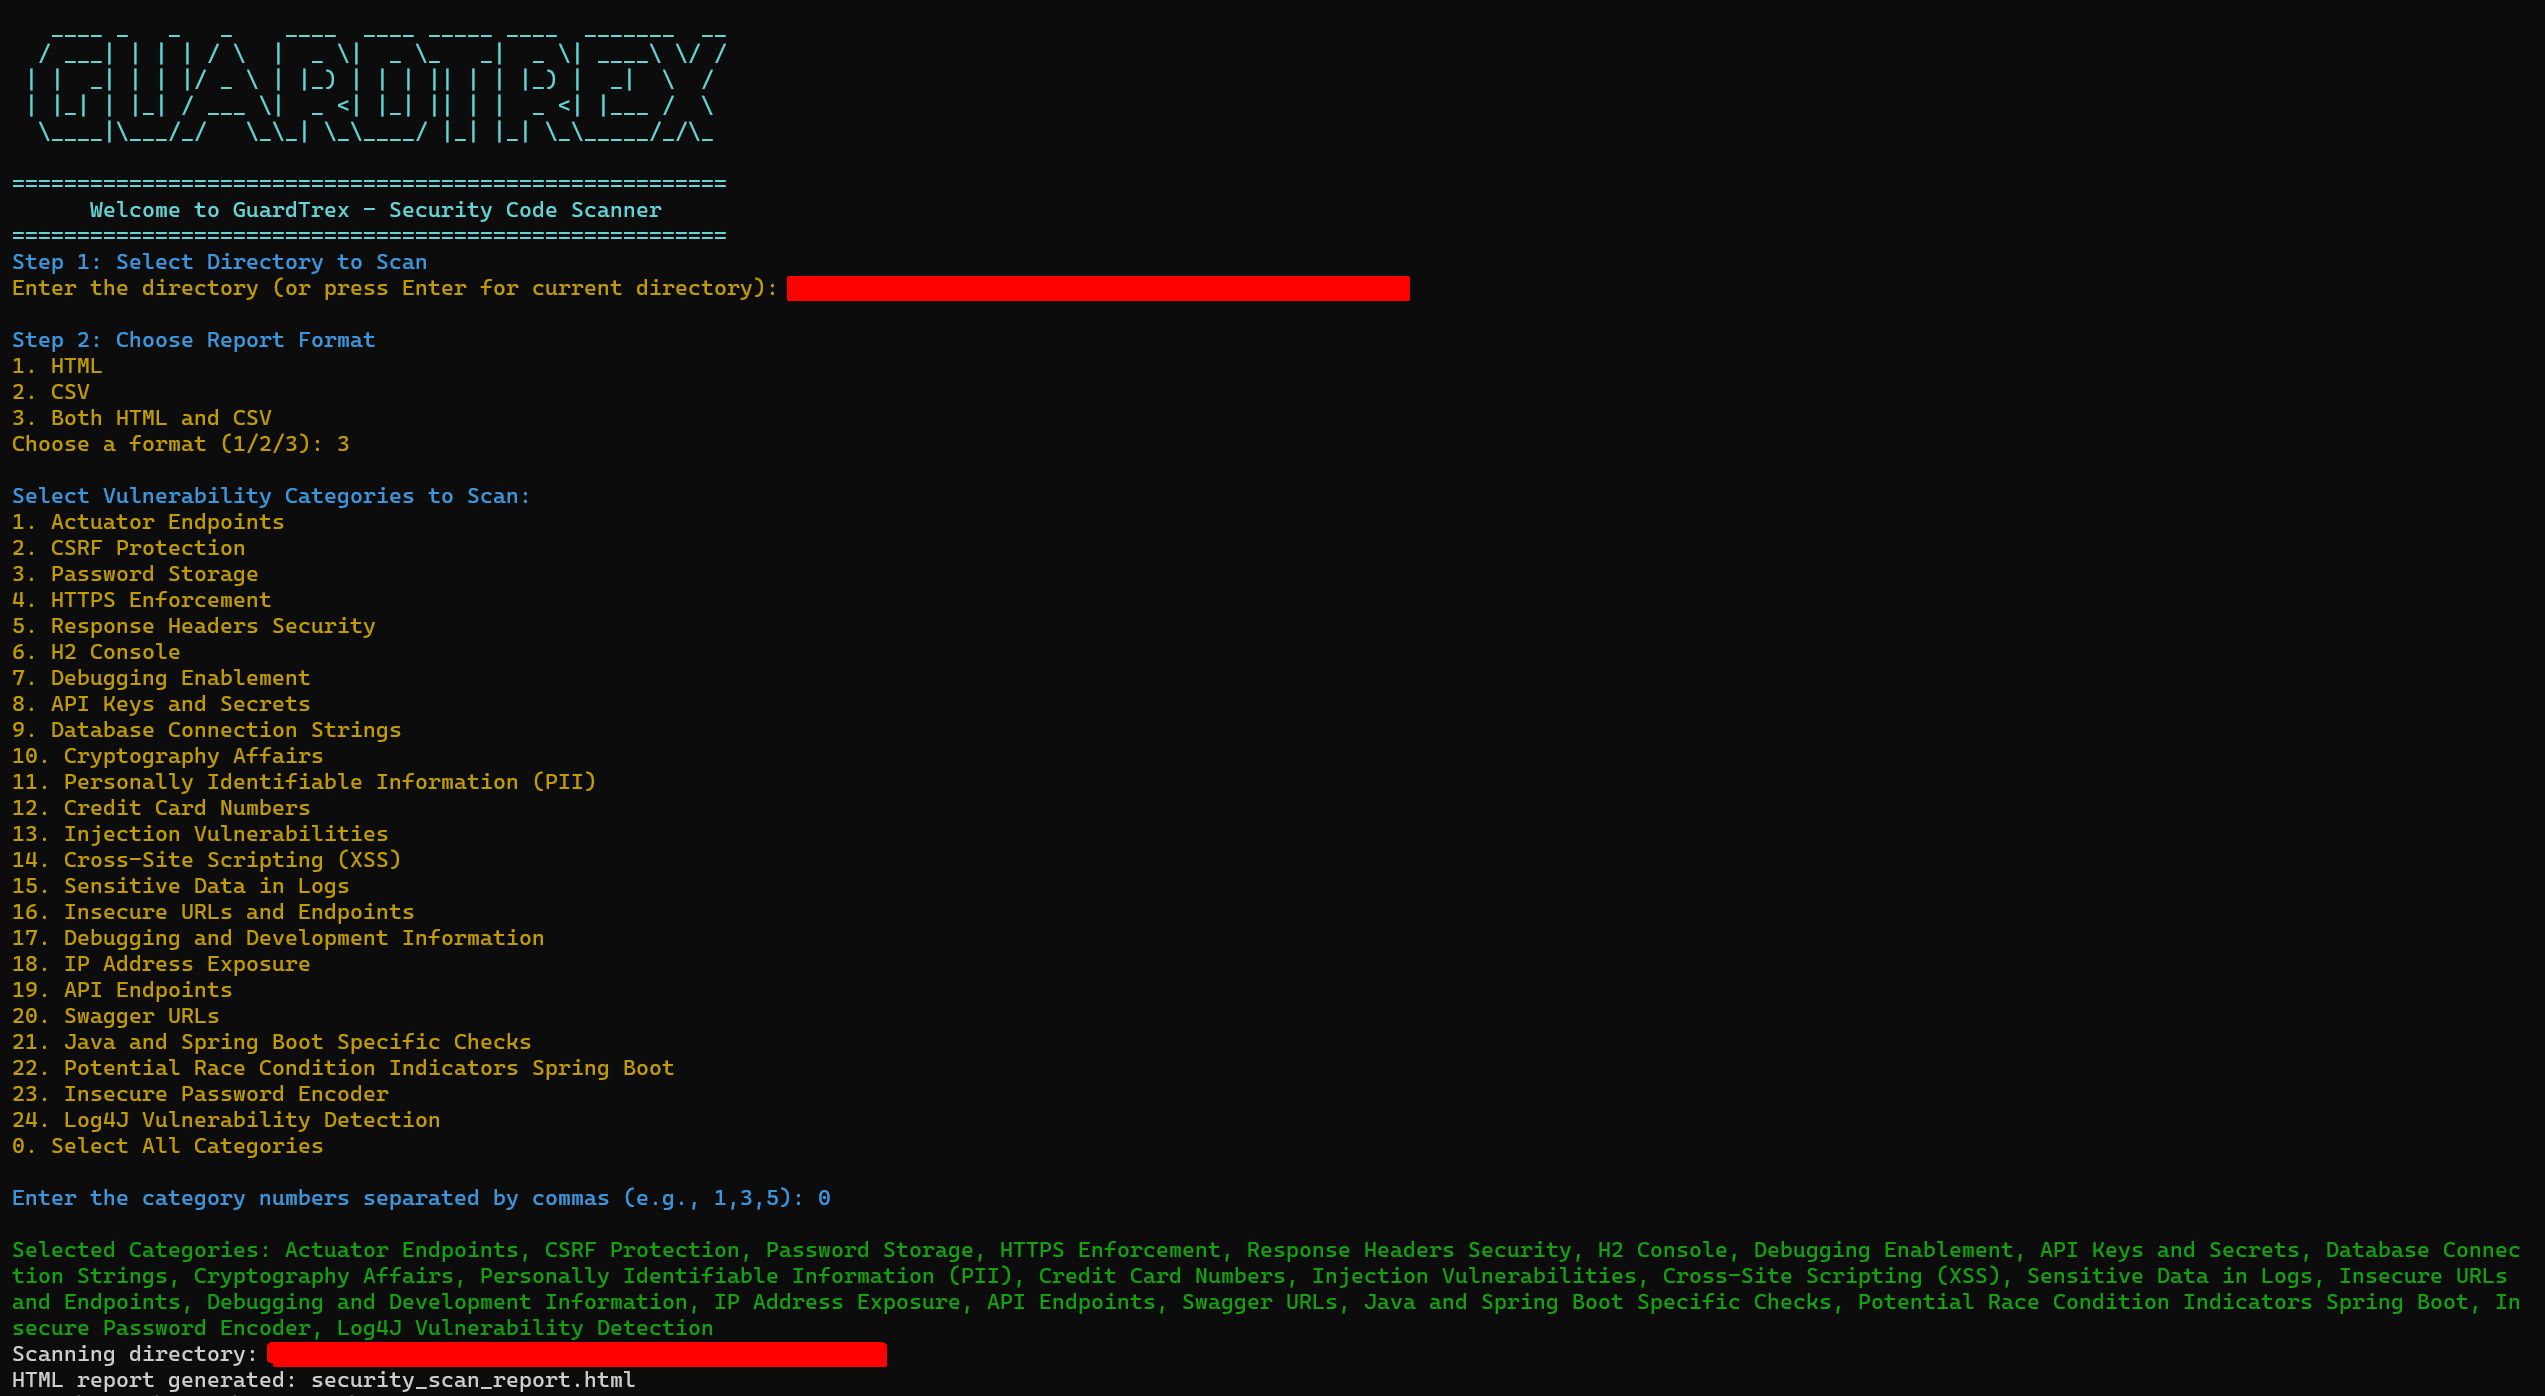 GUARDTREX
=======================================================
Welcome to GuardTrex - Security Code Scanner
=======================================================
Step 1: Select Directory to Scan
Enter the directory (or press Enter for current directory):
Step 2: Choose Report Format
1. HTML
2. CSV
3. Both HTML and CSV
Choose a format (1/2/3): 3
Select Vulnerability Categories to Scan:
1. Actuator Endpoints
2. CSRF Protection
3. Password Storage
4. HTTPS Enforcement
5. Response Headers Security
6. H2 Console
7. Debugging Enablement
8. API Keys and Secrets
9. Database Connection Strings
10. Cryptography Affairs
11. Personally Identifiable Information (PII)
12. Credit Card Numbers
13. Injection Vulnerabilities
14. Cross-Site Scripting (XSS)
15. Sensitive Data in Logs
16. Insecure URLs and Endpoints
17. Debugging and Development Information
18. IP Address Exposure
19. API Endpoints
20. Swagger URLs
21. Java and Spring Boot Specific Checks
22. Potential Race Condition Indicators Spring Boot
23. Insecure Password Encoder
24. Log4J Vulnerability Detection
0. Select All Categories
Enter the category numbers separated by commas (e.g., 1,3,5): 0
Selected Categories: Actuator Endpoints, CSRF Protection, Password Storage, HTTPS Enforcement, Response Headers Security, H2 Console, Debugging Enablement, API Keys and Secrets, Database Connec
tion Strings, Cryptography Affairs, Personally Identifiable Information (PII), Credit Card Numbers, Injection Vulnerabilities, Cross-Site Scripting (XSS), Sensitive Data in Logs, Insecure URLs
and Endpoints, Debugging and Development Information, IP Address Exposure, API Endpoints, Swagger URLs, Java and Spring Boot Specific Checks, Potential Race Condition Indicators Spring Boot, In
secure Password Encoder, Log4J Vulnerability Detection
Scanning directory:
HTML report generated: security_scan_report.html